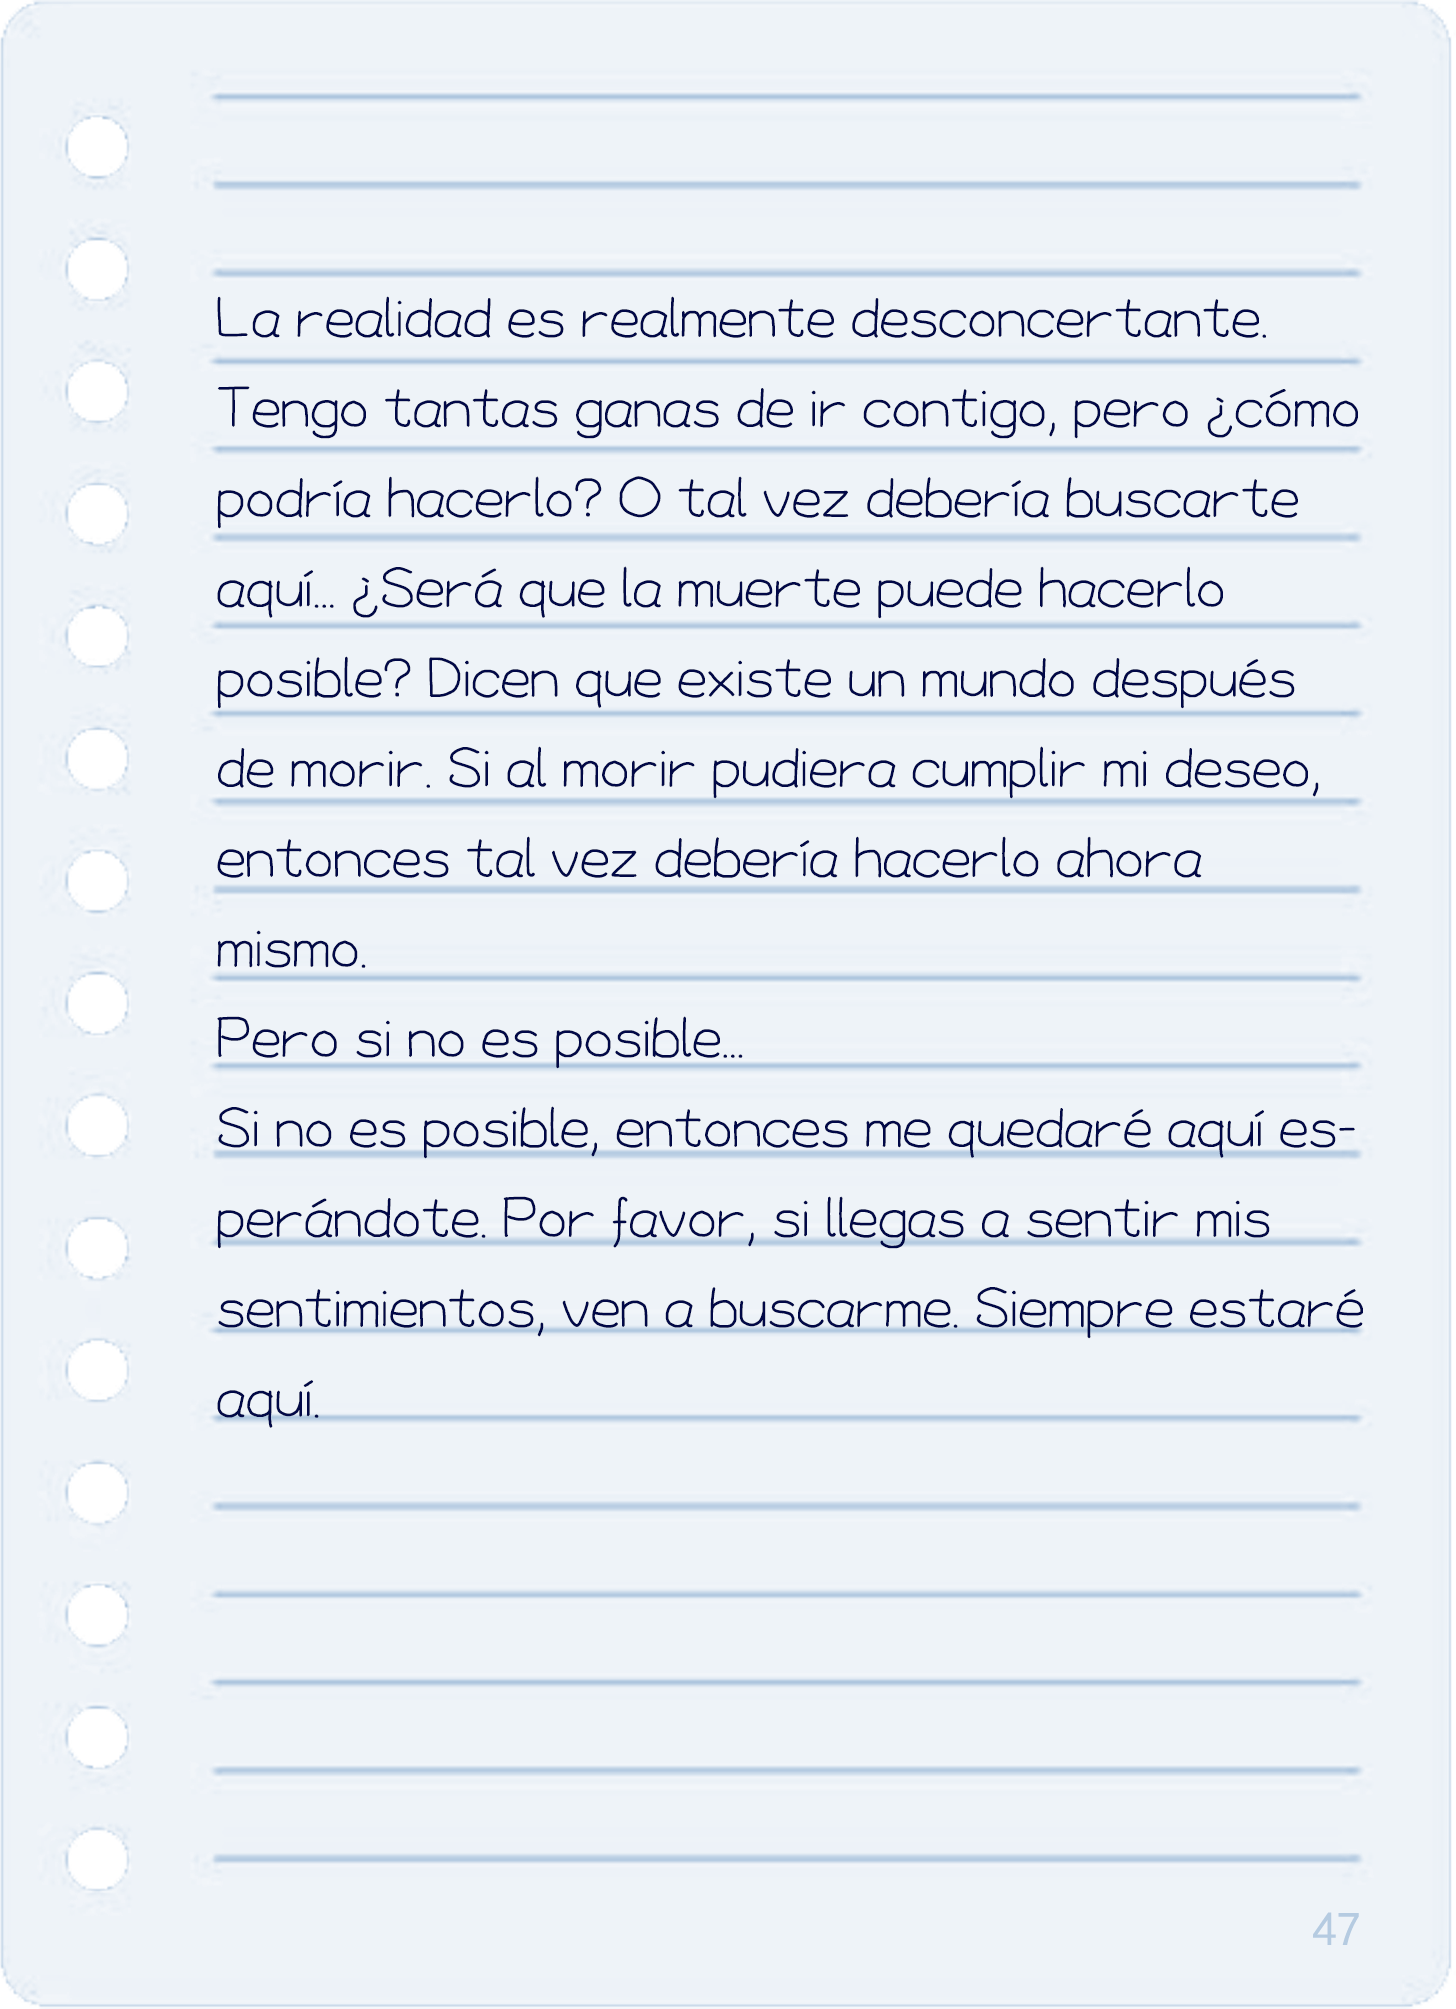 La realidad es realmente desconcertante.
Tengo tantas ganas de ir contigo, pero ¿cómo
podría hacerlo? O tal vez debería buscarte
aquí... ¿Será que la muerte puede hacerlo
posible? Dicen que existe un mundo después
de morir. Si al morir pudiera cumplir mi deseo,
entonces tal vez debería hacerlo ahora
mismo.
Pero si no es posible...
Si no es posible, entonces me quedaré aquí es-
perándote. Por favor, si llegas a sentir mis
sentimientos, ven a buscarme. Siempre estaré
aquí.
47